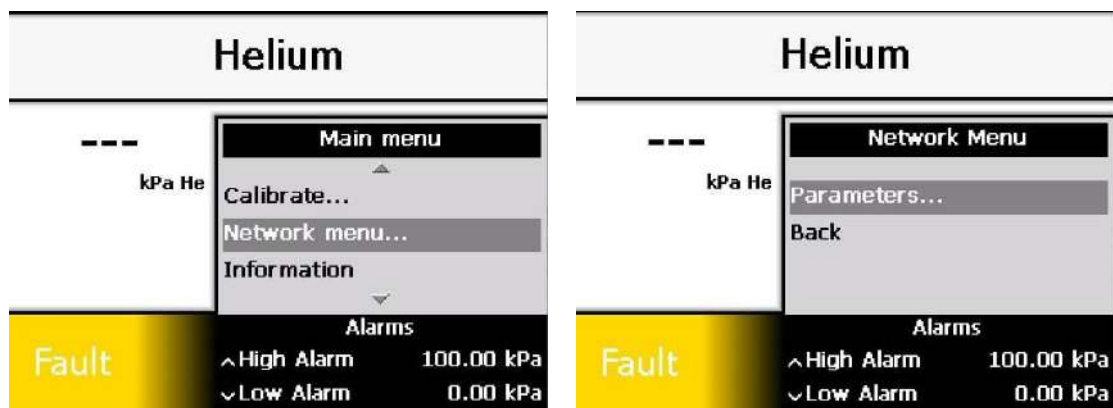 Helium
---
kPa He
Main menu
Calibrate...
Network menu...
Information
Fault
Alarms
^High Alarm 100.00 kPa
vLow Alarm 0.00 kPa
Helium
---
kPa He
Network Menu
Parameters...
Back
Fault
Alarms
^High Alarm 100.00 kPa
vLow Alarm 0.00 kPa